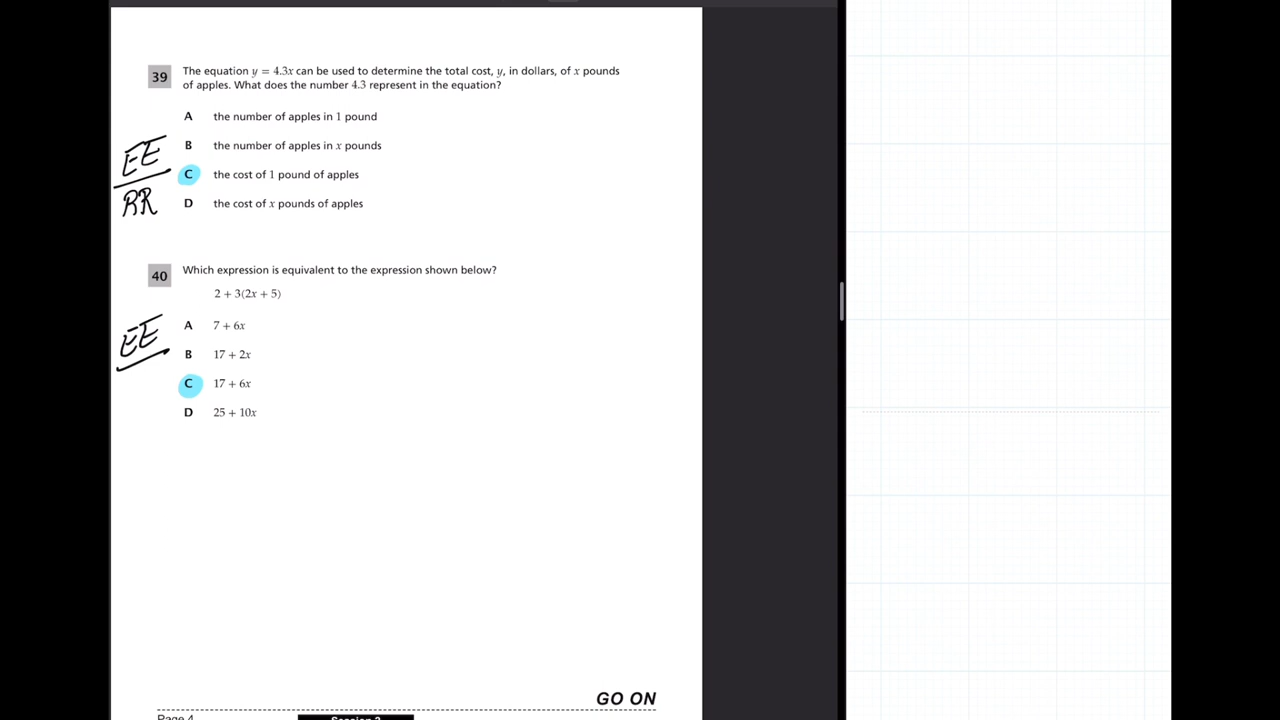 39 The equation y = 4.3x can be used to determine the total cost, y, in dollars, of x pounds
of apples. What does the number 4.3 represent in the equation?
A the number of apples in 1 pound
B the number of apples in x pounds
C the cost of 1 pound of apples
D the cost of x pounds of apples
EE
RR
40 Which expression is equivalent to the expression shown below?
2 + 3(2x + 5)
A 7 + 6x
B 17 + 2x
C 17 + 6x
D 25 + 10x
EE
GO ON
Page 4 Session 2